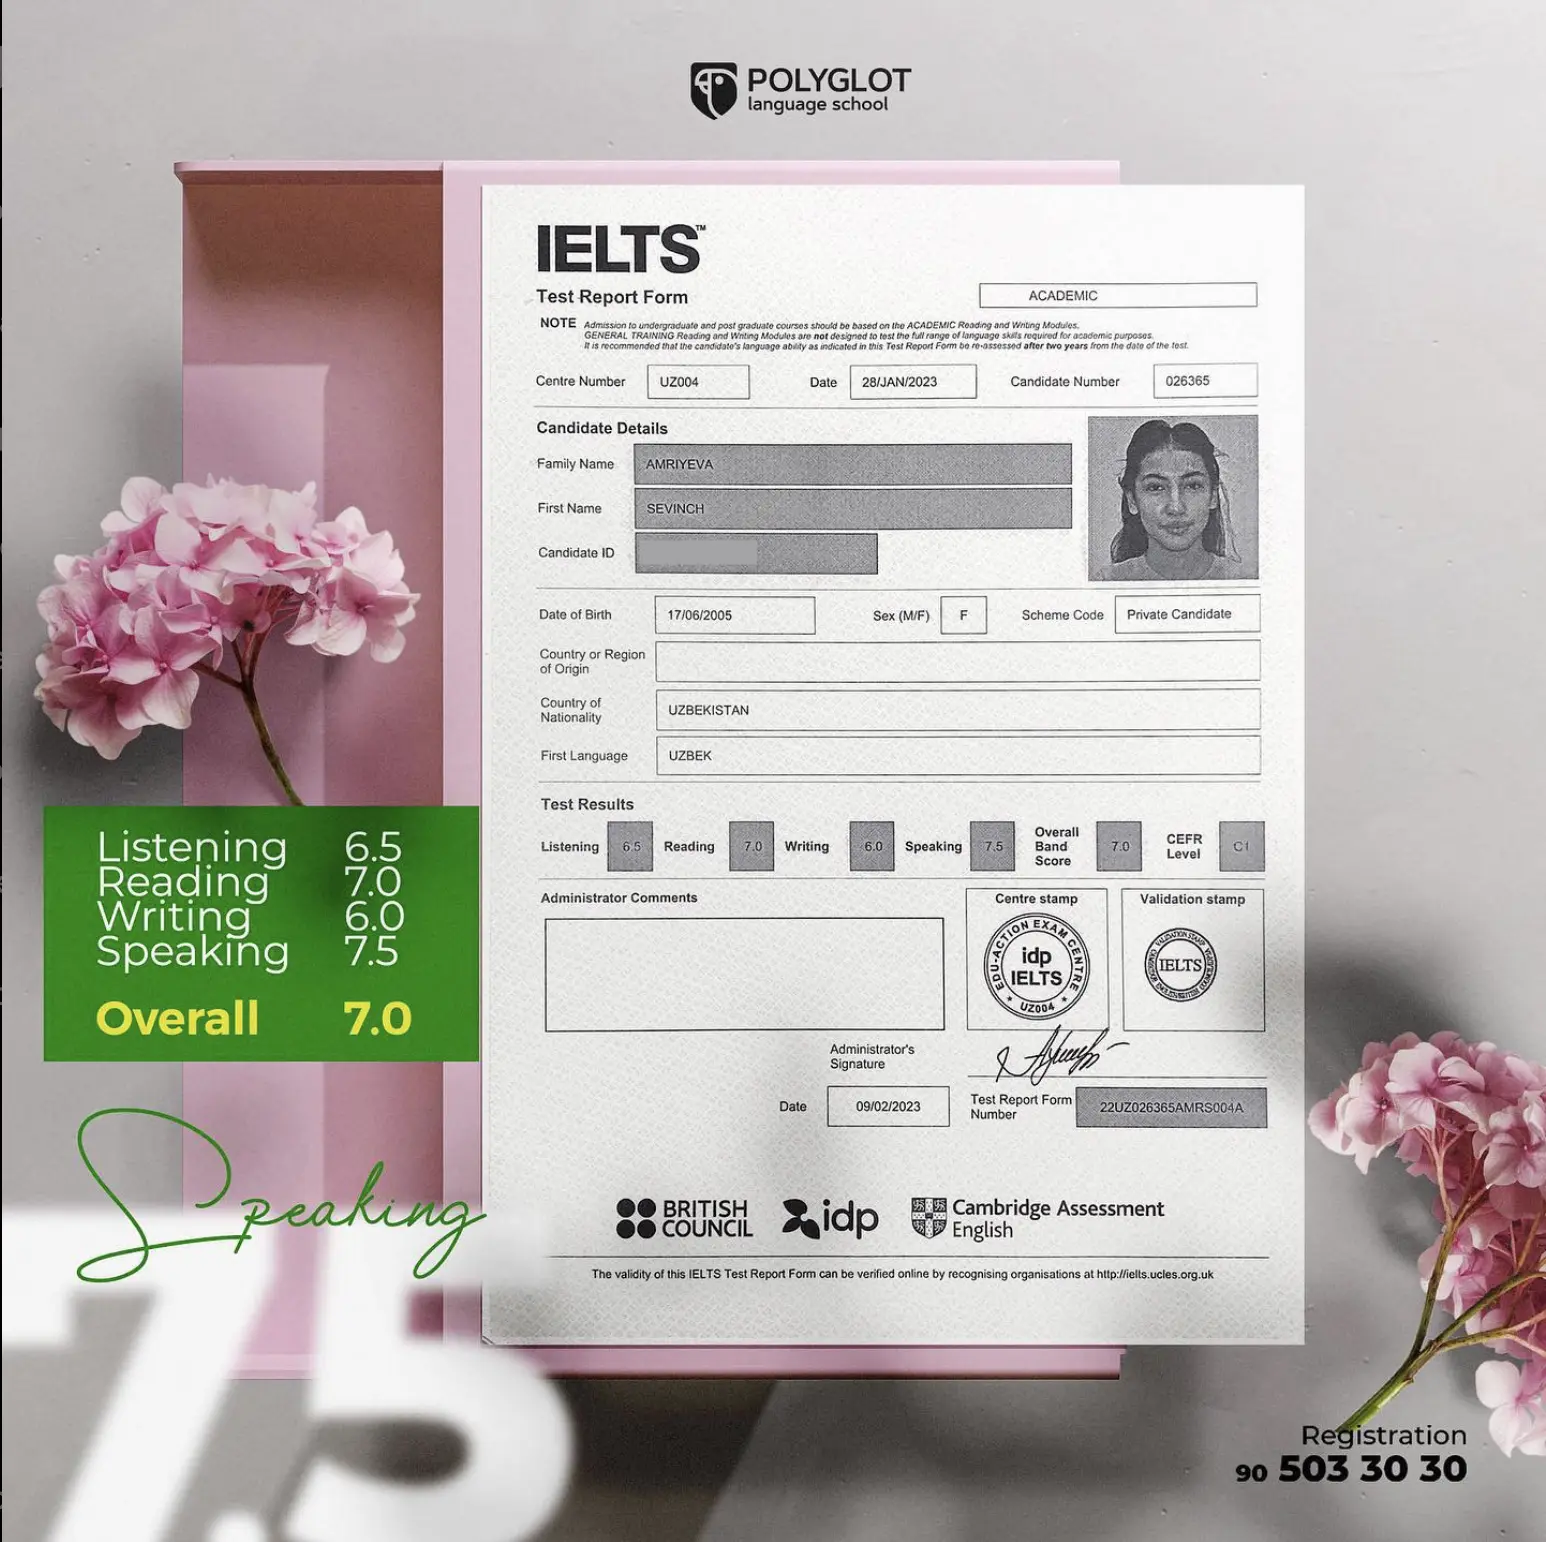 POLYGLOT
language school
IELTS™
Test Report Form
ACADEMIC
NOTE Admission to undergraduate and post graduate courses should be based on the ACADEMIC Reading and Writing Modules.
GENERAL TRAINING Reading and Writing Modules are not designed to test the full range of language skills required for academic purposes.
It is recommended that the candidate's language ability as indicated in this Test Report Form be re-assessed after two years from the date of the test.
Centre Number UZ004 Date 28/JAN/2023 Candidate Number 026365
Candidate Details
Family Name AMRIYEVA
First Name SEVINCH
Candidate ID
Date of Birth 17/06/2005 Sex (M/F) F Scheme Code Private Candidate
Country or Region
of Origin
Country of
Nationality
UZBEKISTAN
First Language UZBEK
Test Results
Listening 6.5 Reading 7.0 Writing 6.0 Speaking 7.5
Overall
Band
Score
7.0
CEFR
Level
C1
Administrator Comments
Centre stamp
EDU-ACTION EXAM CENTRE
idp
IELTS
UZ004
Validation stamp
IELTS
Administrator's
Signature
Date 09/02/2023
Test Report Form
Number
22UZ026365AMRS004A
BRITISH
COUNCIL
idp
Cambridge Assessment
English
The validity of this IELTS Test Report Form can be verified online by recognising organisations at http://ielts.ucles.org.uk
Listening 6.5
Reading 7.0
Writing 6.0
Speaking 7.5
Overall 7.0
Speaking
7.5
Registration
90 503 30 30